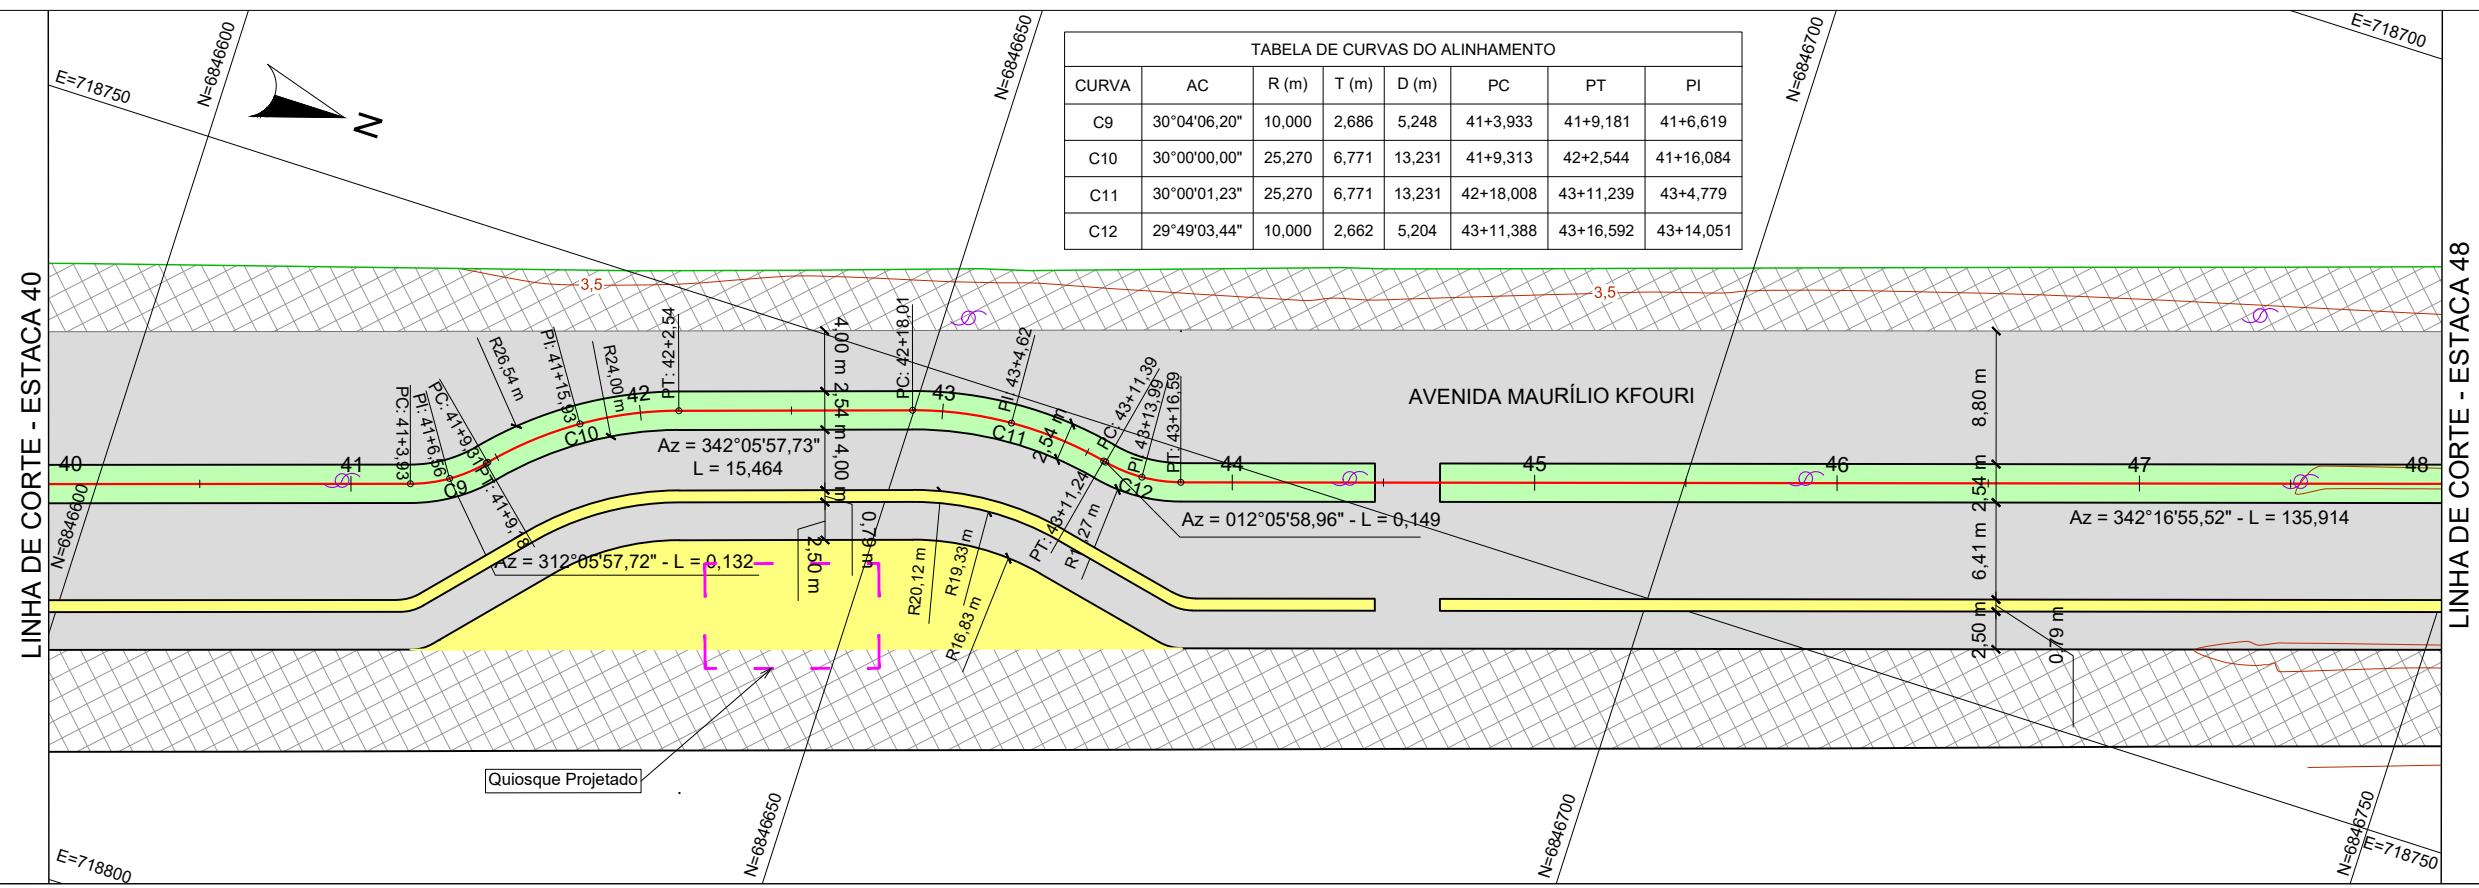 E=718750
N=6846600
N=6846650
N=6846700
E=718700
N
TABELA DE CURVAS DO ALINHAMENTO
CURVA AC R (m) T (m) D (m) PC PT PI
C9 30°04'06,20" 10,000 2,686 5,248 41+3,933 41+9,181 41+6,619
C10 30°00'00,00" 25,270 6,771 13,231 41+9,313 42+2,544 41+16,084
C11 30°00'01,23" 25,270 6,771 13,231 42+18,008 43+11,239 43+4,779
C12 29°49'03,44" 10,000 2,662 5,204 43+11,388 43+16,592 43+14,051
LINHA DE CORTE - ESTACA 40
LINHA DE CORTE - ESTACA 48
3,5
3,5
PC: 41+3,93
PI: 41+6,56
PC: 41+9,31
PT: 41+9,18
R26,54 m
PI: 41+15,93
R24,00 m
PT: 42+2,54
4,00 m
2,54 m
4,00 m
0,79 m
2,50 m
PC: 42+18,01
PI: 43+4,62
2,54 m
PC: 43+11,39
PI: 43+13,99
PT: 43+16,59
PT: 43+11,24
AVENIDA MAURÍLIO KFOURI
8,80 m
2,54 m
6,41 m
2,50 m
0,79 m
40
41
42
43
44
45
46
47
48
C9
C10
C11
C12
Az = 342°05'57,73"
L = 15,464
Az = 012°05'58,96" - L = 0,149
Az = 342°16'55,52" - L = 135,914
Az = 312°05'57,72" - L = 0,132
R20,12 m
R19,33 m
R16,83 m
N=6846600
Quiosque Projetado
E=718800
N=6846650
N=6846700
N=6846750
E=718750